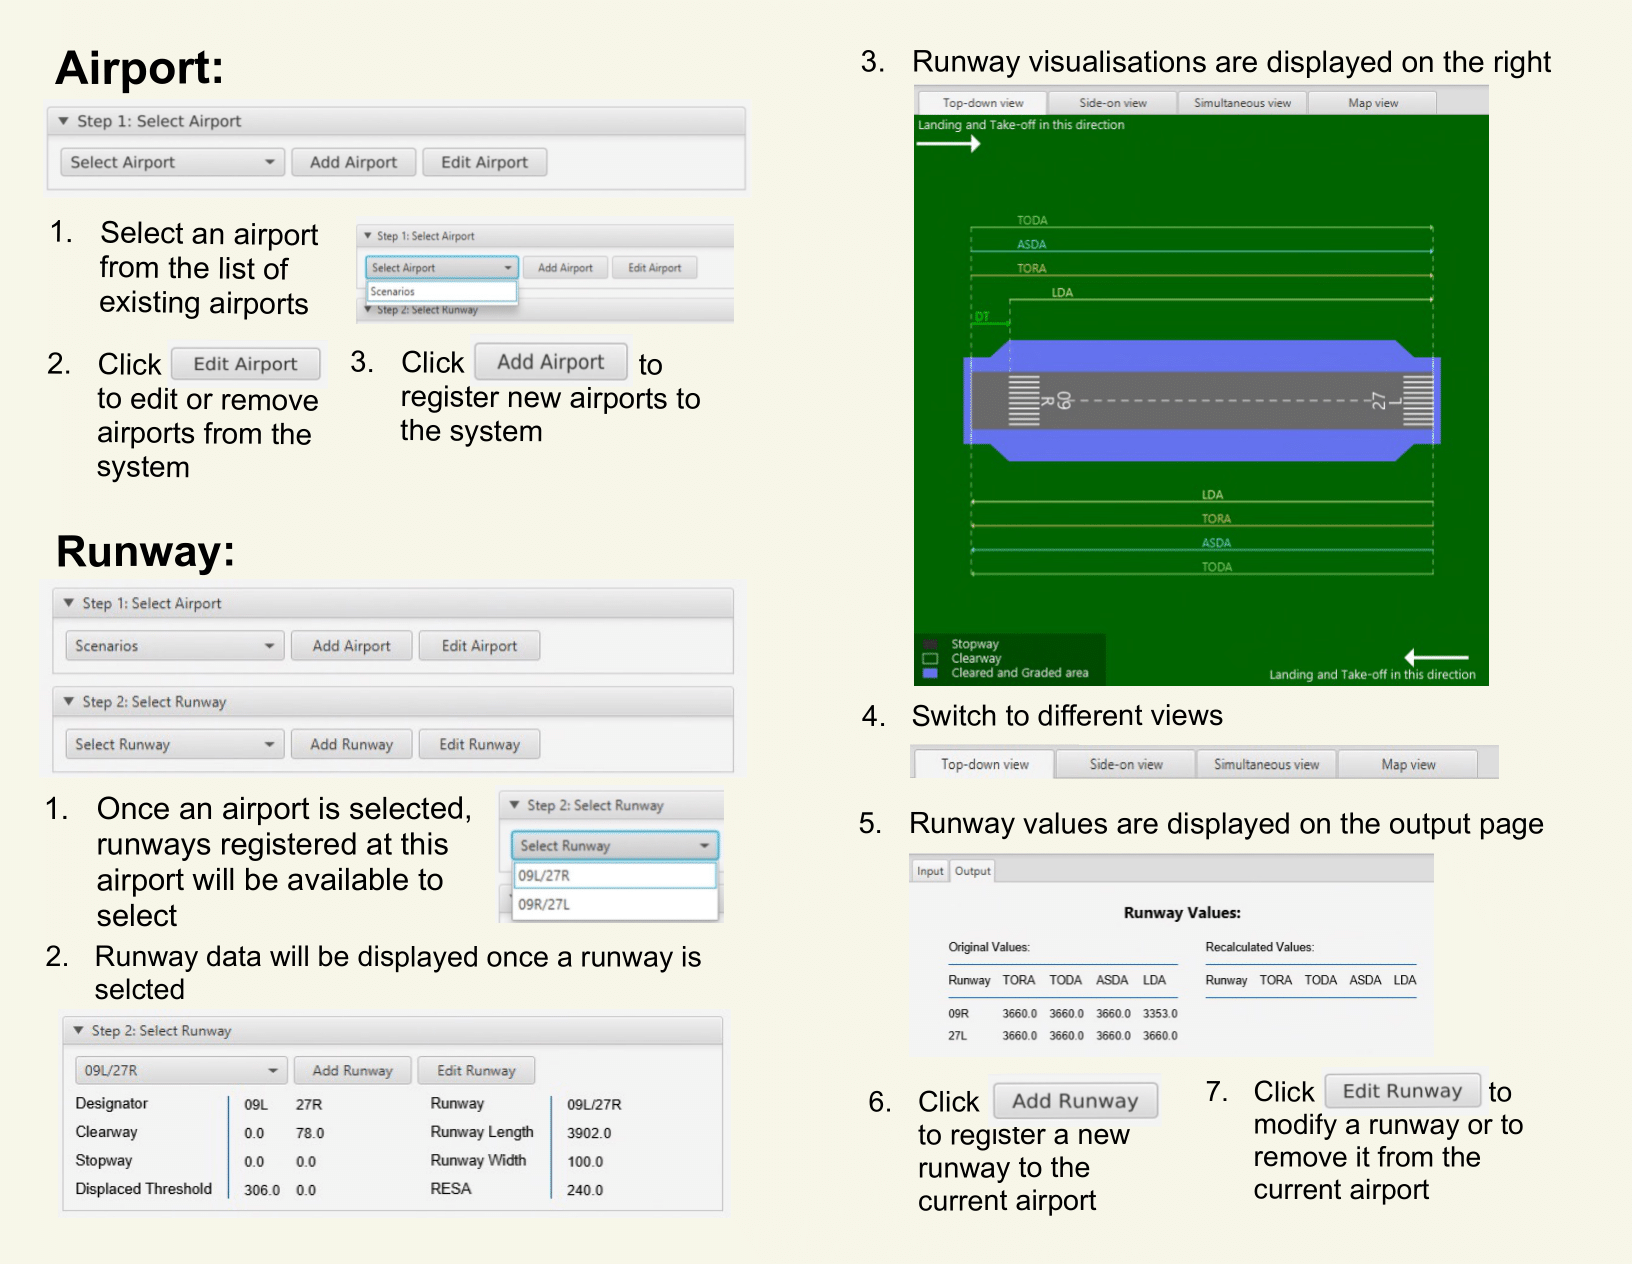 Airport:
▼ Step 1: Select Airport
Select Airport Add Airport Edit Airport
1. Select an airport
from the list of
existing airports
▼ Step 1: Select Airport
Select Airport Add Airport Edit Airport
Scenarios
▼ Step 2: Select Runway
2. Click Edit Airport
to edit or remove
airports from the
system
3. Click Add Airport to
register new airports to
the system
Runway:
▼ Step 1: Select Airport
Scenarios Add Airport Edit Airport
▼ Step 2: Select Runway
Select Runway Add Runway Edit Runway
1. Once an airport is selected,
runways registered at this
airport will be available to
select
▼ Step 2: Select Runway
Select Runway
09L/27R
09R/27L
2. Runway data will be displayed once a runway is
selcted
▼ Step 2: Select Runway
09L/27R Add Runway Edit Runway
Designator 09L 27R Runway 09L/27R
Clearway 0.0 78.0 Runway Length 3902.0
Stopway 0.0 0.0 Runway Width 100.0
Displaced Threshold 306.0 0.0 RESA 240.0
3. Runway visualisations are displayed on the right
Top-down view Side-on view Simultaneous view Map view
Landing and Take-off in this direction
TODA
ASDA
TORA
LDA
DT
09 R 27 L
LDA
TORA
ASDA
TODA
Stopway
Clearway
Cleared and Graded area
Landing and Take-off in this direction
4. Switch to different views
Top-down view Side-on view Simultaneous view Map view
5. Runway values are displayed on the output page
Input Output
Runway Values:
Original Values: Recalculated Values:
Runway TORA TODA ASDA LDA Runway TORA TODA ASDA LDA
09R 3660.0 3660.0 3660.0 3353.0
27L 3660.0 3660.0 3660.0 3660.0
6. Click Add Runway
to register a new
runway to the
current airport
7. Click Edit Runway to
modify a runway or to
remove it from the
current airport